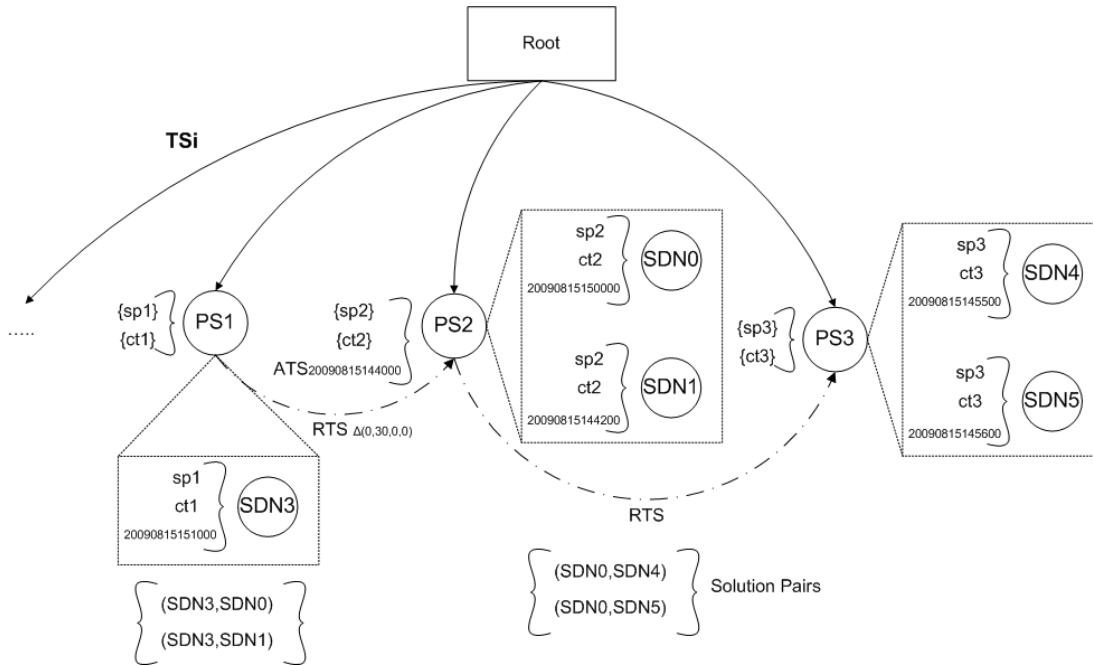 Root
TSi
.....
{sp1}
{ct1}
PS1
{sp2}
{ct2}
ATS20090815144000
PS2
sp2
ct2
20090815150000
SDN0
sp2
ct2
20090815144200
SDN1
{sp3}
{ct3}
PS3
sp3
ct3
20090815145500
SDN4
sp3
ct3
20090815145600
SDN5
RTS Δ(0,30,0,0)
sp1
ct1
20090815151000
SDN3
RTS
(SDN3,SDN0)
(SDN3,SDN1)
(SDN0,SDN4)
(SDN0,SDN5)
Solution Pairs